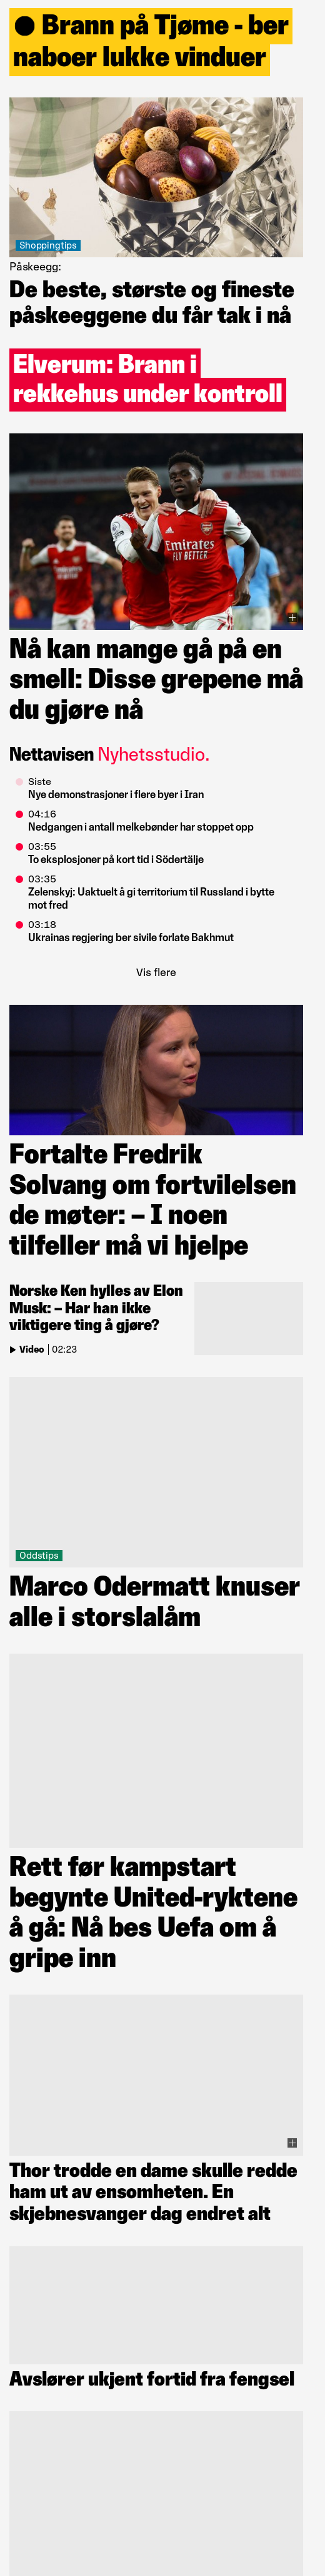 Brann på Tjøme - ber
naboer lukke vinduer
Shoppingtips
Påskeegg:
De beste, største og fineste
påskeeggene du får tak i nå
Elverum: Brann i
rekkehus under kontroll
Emirates
FLY BETTER
Nå kan mange gå på en
smell: Disse grepene må
du gjøre nå
Nettavisen Nyhetsstudio.
Siste
Nye demonstrasjoner i flere byer i Iran
04:16
Nedgangen i antall melkebønder har stoppet opp
03:55
To eksplosjoner på kort tid i Södertälje
03:35
Zelenskyj: Uaktuelt å gi territorium til Russland i bytte
mot fred
03:18
Ukrainas regjering ber sivile forlate Bakhmut
Vis flere
Fortalte Fredrik
Solvang om fortvilelsen
de møter: – I noen
tilfeller må vi hjelpe
Norske Ken hylles av Elon
Musk: – Har han ikke
viktigere ting å gjøre?
Video 02:23
Oddstips
Marco Odermatt knuser
alle i storslalåm
Rett før kampstart
begynte United-ryktene
å gå: Nå bes Uefa om å
gripe inn
Thor trodde en dame skulle redde
ham ut av ensomheten. En
skjebnesvanger dag endret alt
Avslører ukjent fortid fra fengsel